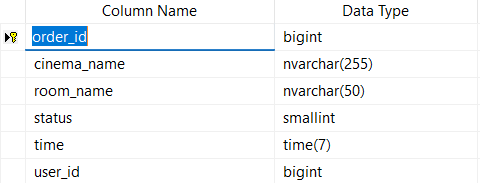 Column Name Data Type
order_id bigint
cinema_name nvarchar(255)
room_name nvarchar(50)
status smallint
time time(7)
user_id bigint